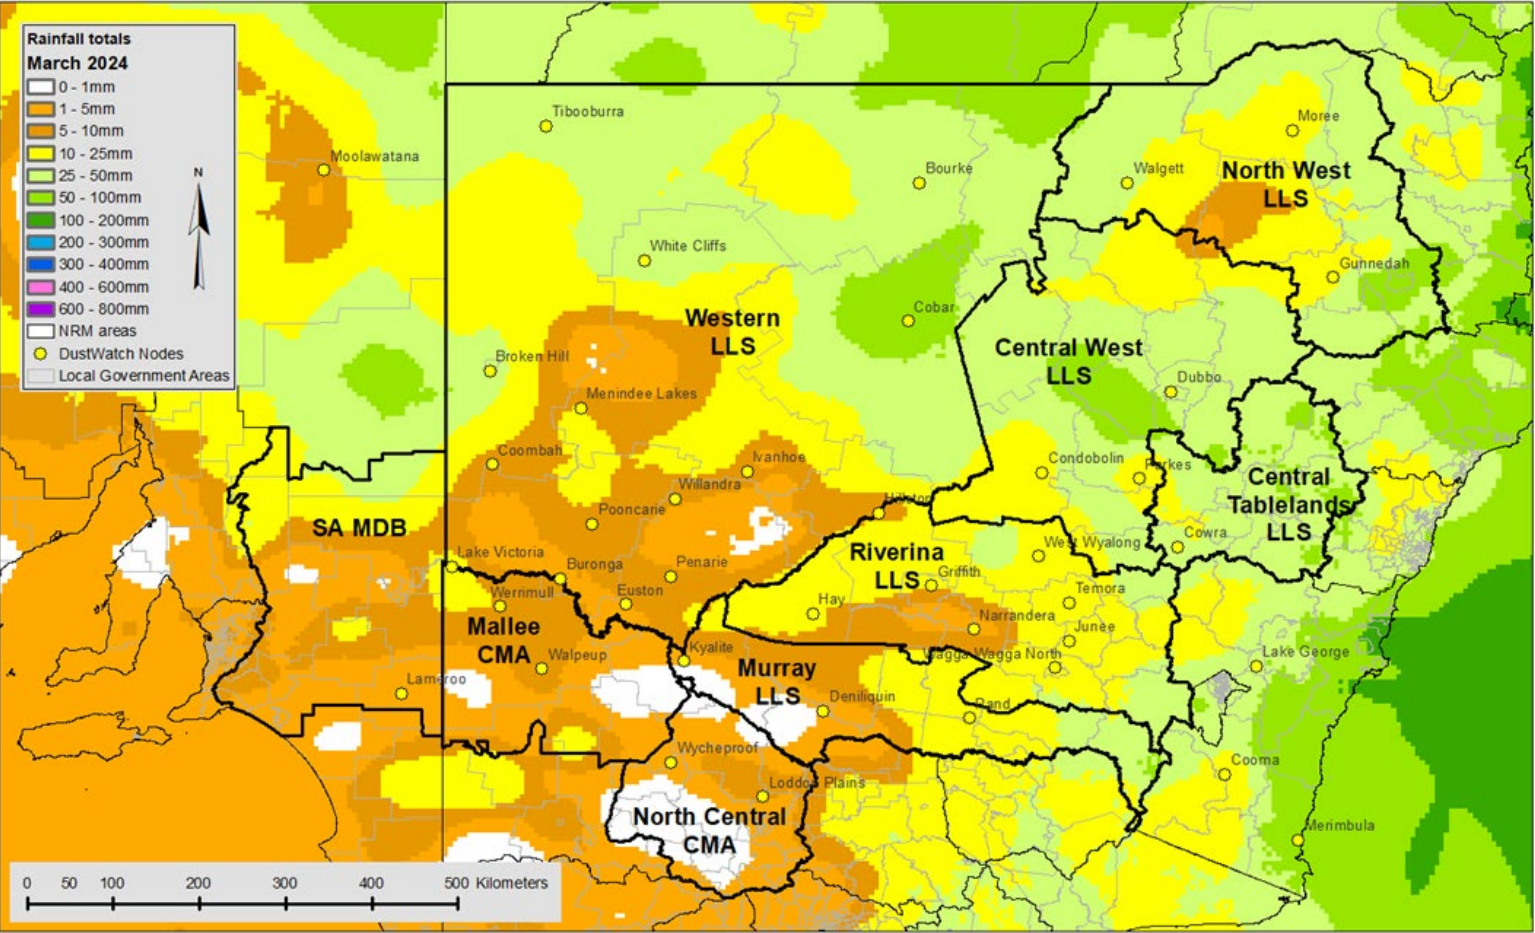 Rainfall totals
March 2024
0 - 1mm
1 - 5mm
5 - 10mm
10 - 25mm
25 - 50mm
50 - 100mm
100 - 200mm
200 - 300mm
300 - 400mm
400 - 600mm
600 - 800mm
NRM areas
DustWatch Nodes
Local Government Areas
N
Tibooburra
Moolawatana
Moree
Bourke
Walgett
North West
LLS
White Cliffs
Gunnedah
Cobar
Western
LLS
Broken Hill
Central West
LLS
Menindee Lakes
Dubbo
Coombah
Ivanhoe
Condobolin
Parkes
Willandra
Hillston
Central
Tablelands
LLS
Pooncarie
SA MDB
Cowra
Lake Victoria
Buronga
Penarie
Riverina
LLS
West Wyalong
Griffith
Werrimull
Euston
Hay
Temora
Mallee
CMA
Narrandera
Junee
Walpeup
Kyalite
Wagga Wagga North
Lake George
Murray
LLS
Lameroo
Deniliquin
Rand
Wycheproof
Cooma
Loddon Plains
North Central
CMA
Merimbula
0 50 100 200 300 400 500 Kilometers